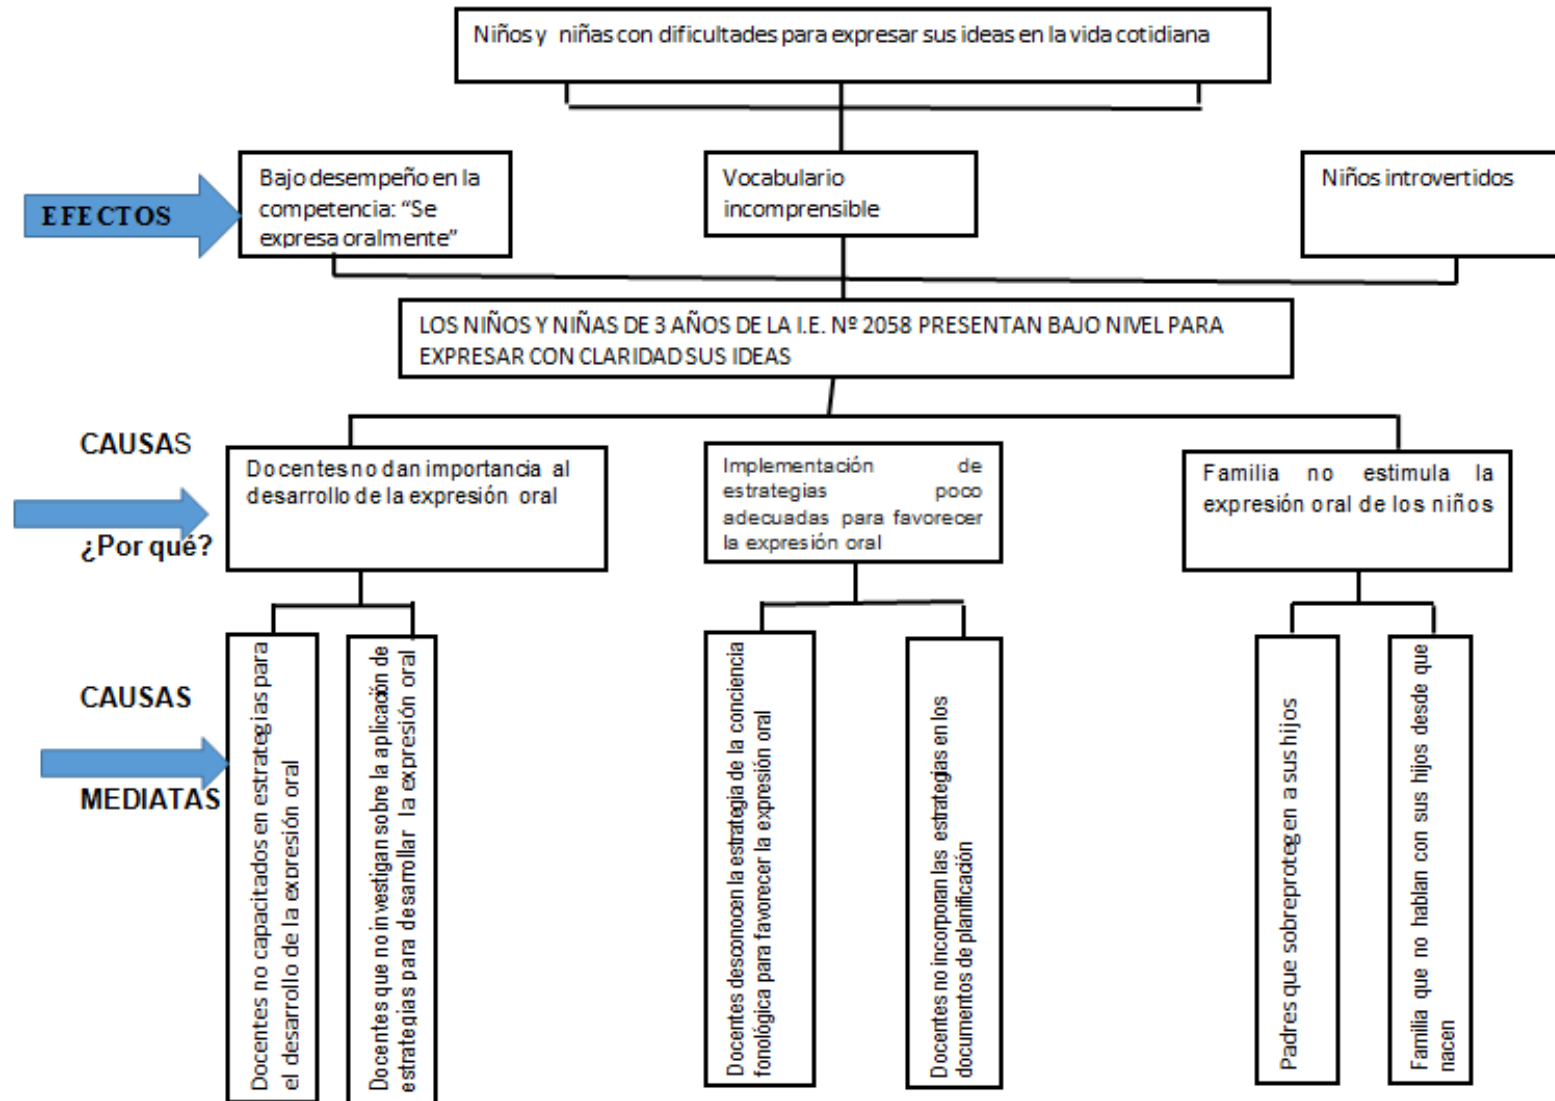 Niños y niñas con dificultades para expresar sus ideas en la vida cotidiana
EFECTOS
Bajo desempeño en la
competencia: “Se
expresa oralmente”
Vocabulario
incomprensible
Niños introvertidos
LOS NIÑOS Y NIÑAS DE 3 AÑOS DE LA I.E. Nº 2058 PRESENTAN BAJO NIVEL PARA
EXPRESAR CON CLARIDAD SUS IDEAS
CAUSAS
¿Por qué?
Docentes no dan importancia al
desarrollo de la expresión oral
Implementación de
estrategias poco
adecuadas para favorecer
la expresión oral
Familia no estimula la
expresión oral de los niños
CAUSAS
MEDIATAS
Docentes no capacitados en estrategias para
el desarrollo de la expresión oral
Docentes que no investigan sobre la aplicación de
estrategias para desarrollar la expresión oral
Docentes desconocen la estrategia de la conciencia
fonológica para favorecer la expresión oral
Docentes no incorporan las estrategias en los
documentos de planificación
Padres que sobreprotegen a sus hijos
Familia que no hablan con sus hijos desde que
nacen